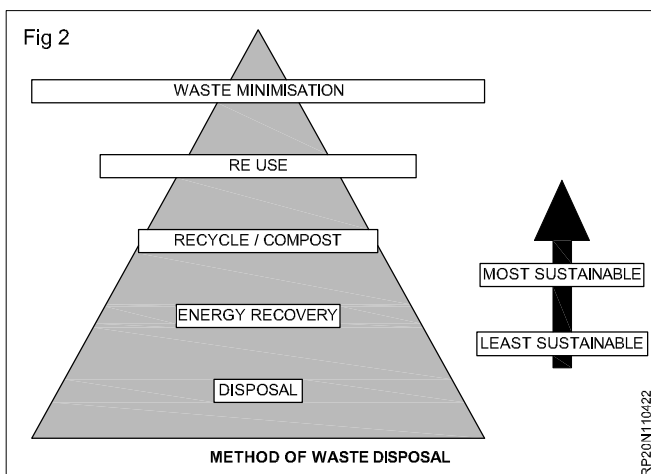 Fig 2
WASTE MINIMISATION
RE USE
RECYCLE / COMPOST
ENERGY RECOVERY
DISPOSAL
MOST SUSTAINABLE
LEAST SUSTAINABLE
METHOD OF WASTE DISPOSAL
RP20N110422